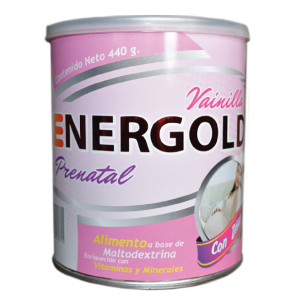 Contenido Neto 440 g.
Vainilla
ENERGOLD
Prenatal
Alimento a base de
Maltodextrina
Enriquecido con
Vitaminas y Minerales
Con